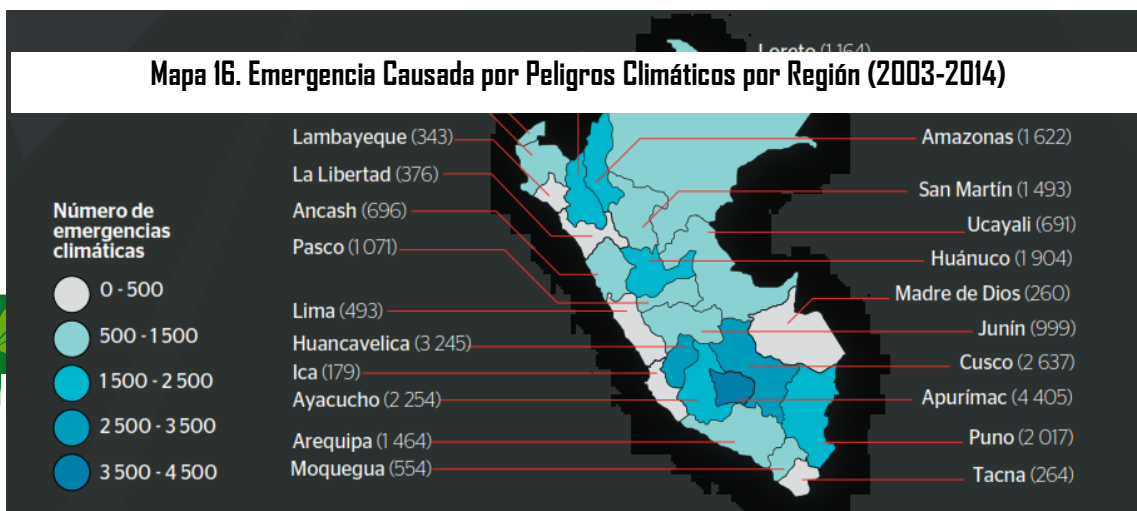 Loreto (1 164)
Mapa 16. Emergencia Causada por Peligros Climáticos por Región (2003-2014)
Lambayeque (343)
La Libertad (376)
Ancash (696)
Pasco (1 071)
Lima (493)
Huancavelica (3 245)
Ica (179)
Ayacucho (2 254)
Arequipa (1 464)
Moquegua (554)
Amazonas (1 622)
San Martín (1 493)
Ucayali (691)
Huánuco (1 904)
Madre de Dios (260)
Junín (999)
Cusco (2 637)
Apurímac (4 405)
Puno (2 017)
Tacna (264)
Número de
emergencias
climáticas
0 - 500
500 - 1 500
1 500 - 2 500
2 500 - 3 500
3 500 - 4 500